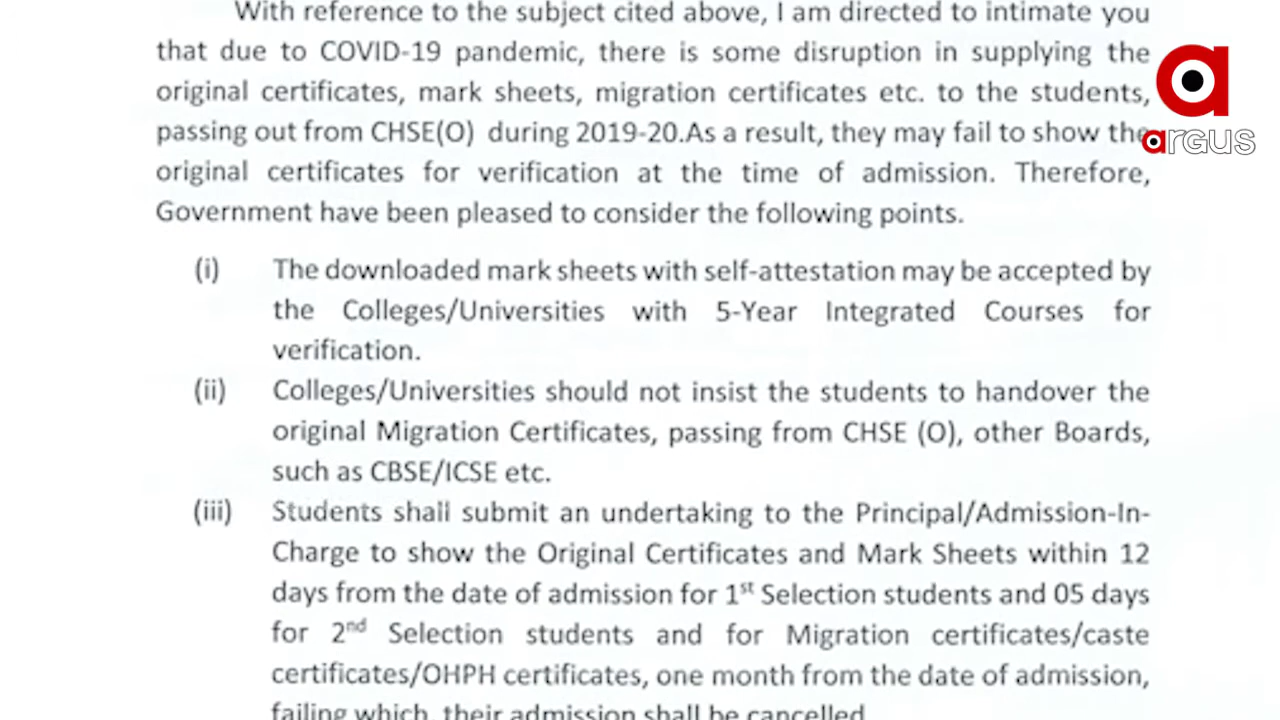 With reference to the subject cited above, I am directed to intimate you
that due to COVID-19 pandemic, there is some disruption in supplying the
original certificates, mark sheets, migration certificates etc. to the students,
passing out from CHSE(O) during 2019-20.As a result, they may fail to show the
original certificates for verification at the time of admission. Therefore,
Government have been pleased to consider the following points.
(i) The downloaded mark sheets with self-attestation may be accepted by
the Colleges/Universities with 5-Year Integrated Courses for
verification.
(ii) Colleges/Universities should not insist the students to handover the
original Migration Certificates, passing from CHSE (O), other Boards,
such as CBSE/ICSE etc.
(iii) Students shall submit an undertaking to the Principal/Admission-In-
Charge to show the Original Certificates and Mark Sheets within 12
days from the date of admission for 1st Selection students and 05 days
for 2nd Selection students and for Migration certificates/caste
certificates/OHPH certificates, one month from the date of admission,
failing which, their admission shall be cancelled
a
argus